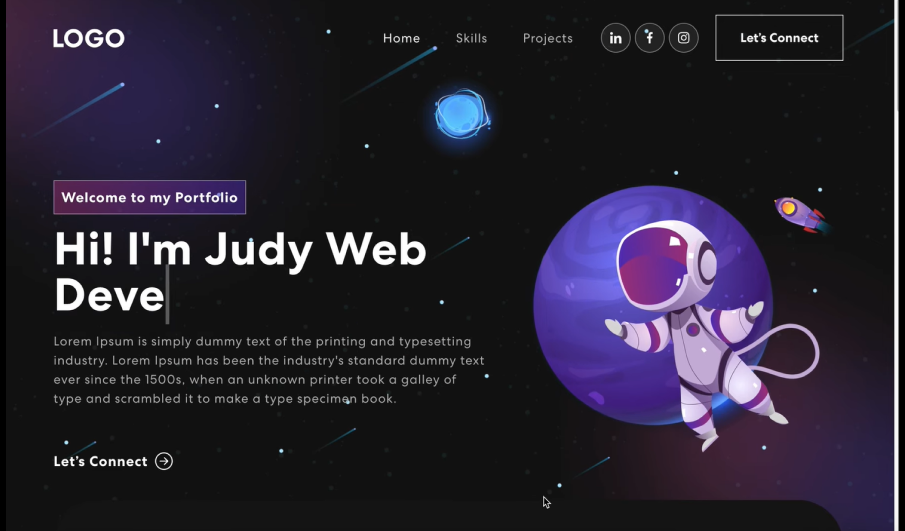 LOGO
Home Skills Projects in f Let's Connect
Welcome to my Portfolio
Hi! I'm Judy Web
Deve
Lorem Ipsum is simply dummy text of the printing and typesetting
industry. Lorem Ipsum has been the industry's standard dummy text
ever since the 1500s, when an unknown printer took a galley of
type and scrambled it to make a type specimen book.
Let's Connect